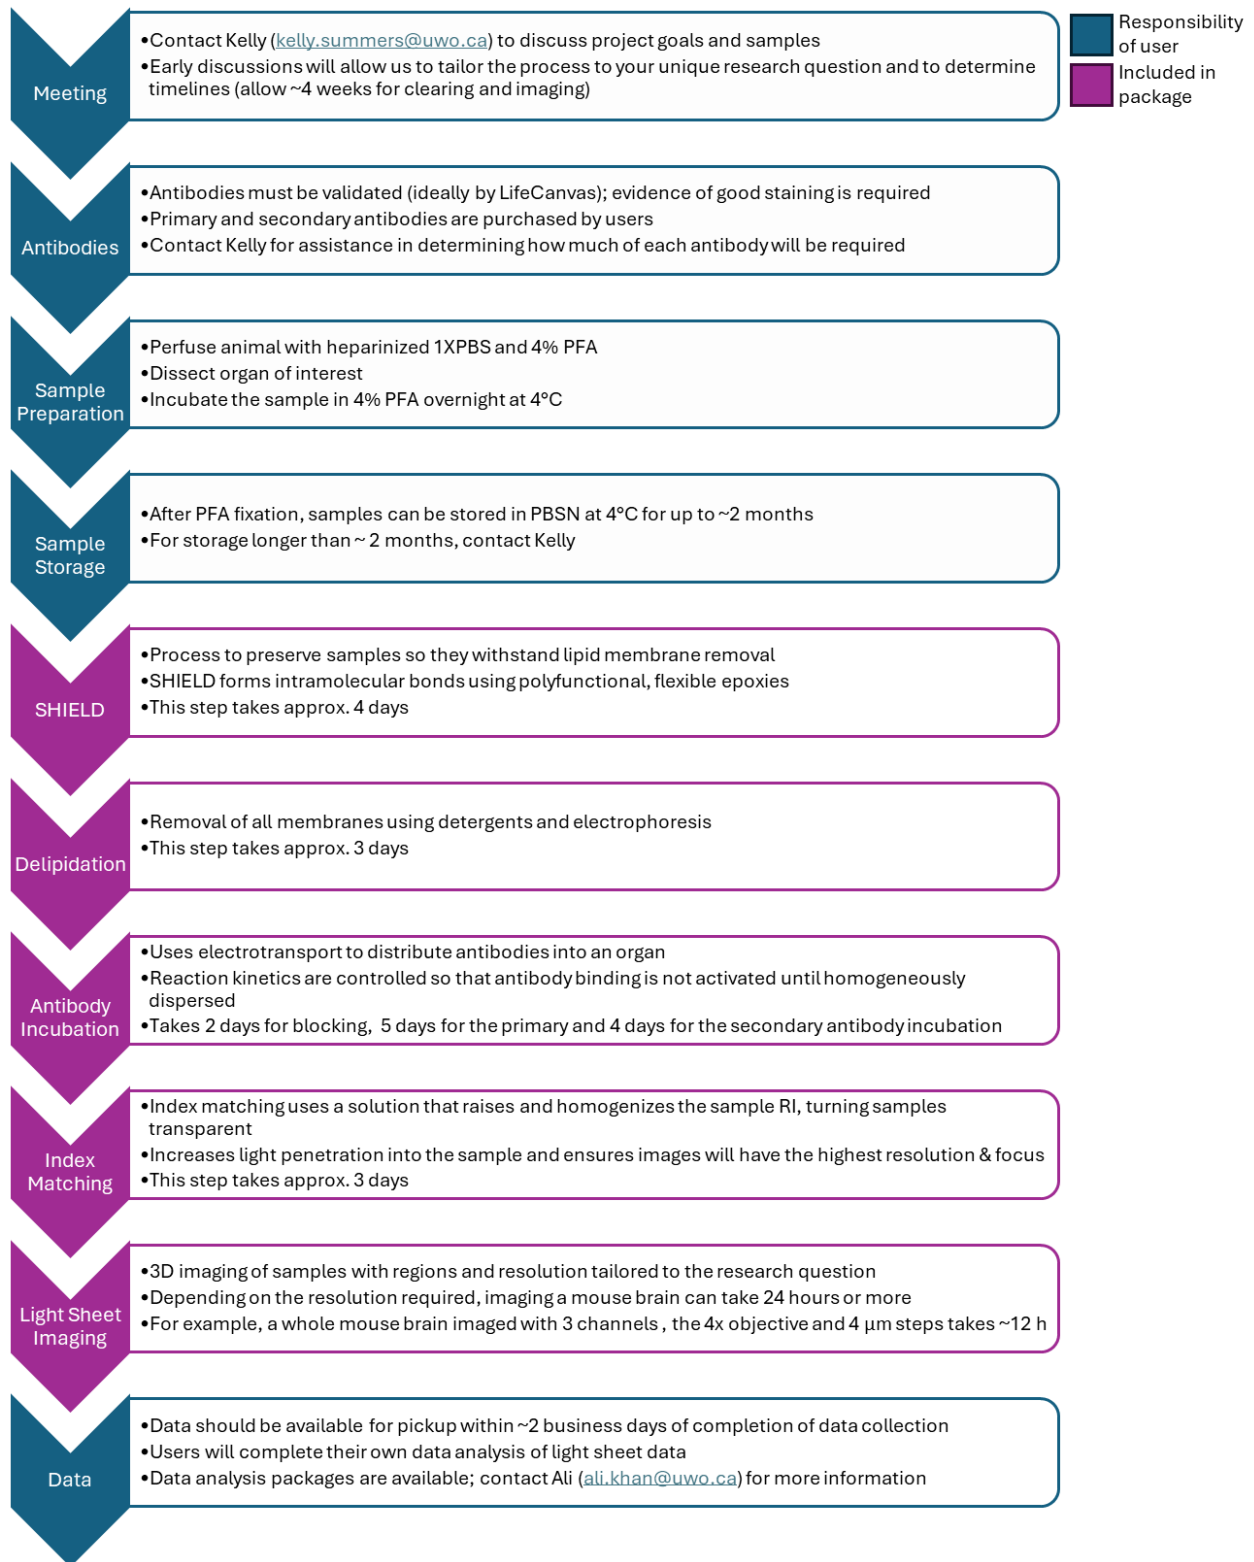 Responsibility
of user
Included in
package
Meeting
•Contact Kelly (kelly.summers@uwo.ca) to discuss project goals and samples
•Early discussions will allow us to tailor the process to your unique research question and to determine
timelines (allow ~4 weeks for clearing and imaging)
Antibodies
•Antibodies must be validated (ideally by LifeCanvas); evidence of good staining is required
•Primary and secondary antibodies are purchased by users
•Contact Kelly for assistance in determining how much of each antibody will be required
Sample
Preparation
•Perfuse animal with heparinized 1XPBS and 4% PFA
•Dissect organ of interest
•Incubate the sample in 4% PFA overnight at 4°C
Sample
Storage
•After PFA fixation, samples can be stored in PBSN at 4°C for up to ~2 months
•For storage longer than ~ 2 months, contact Kelly
SHIELD
•Process to preserve samples so they withstand lipid membrane removal
•SHIELD forms intramolecular bonds using polyfunctional, flexible epoxies
•This step takes approx. 4 days
Delipidation
•Removal of all membranes using detergents and electrophoresis
•This step takes approx. 3 days
Antibody
Incubation
•Uses electrotransport to distribute antibodies into an organ
•Reaction kinetics are controlled so that antibody binding is not activated until homogeneously
dispersed
•Takes 2 days for blocking, 5 days for the primary and 4 days for the secondary antibody incubation
Index
Matching
•Index matching uses a solution that raises and homogenizes the sample RI, turning samples
transparent
•Increases light penetration into the sample and ensures images will have the highest resolution & focus
•This step takes approx. 3 days
Light Sheet
Imaging
•3D imaging of samples with regions and resolution tailored to the research question
•Depending on the resolution required, imaging a mouse brain can take 24 hours or more
•For example, a whole mouse brain imaged with 3 channels , the 4x objective and 4 µm steps takes ~12 h
Data
•Data should be available for pickup within ~2 business days of completion of data collection
•Users will complete their own data analysis of light sheet data
•Data analysis packages are available; contact Ali (ali.khan@uwo.ca) for more information